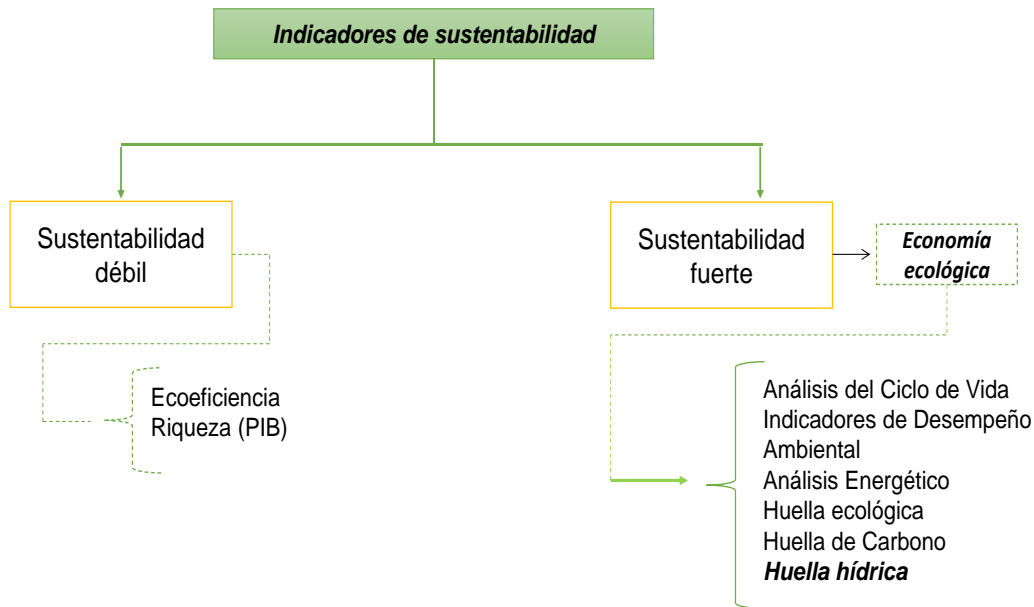 Indicadores de sustentabilidad
Sustentabilidad
débil
Sustentabilidad
fuerte
Economía
ecológica
Ecoeficiencia
Riqueza (PIB)
Análisis del Ciclo de Vida
Indicadores de Desempeño
Ambiental
Análisis Energético
Huella ecológica
Huella de Carbono
Huella hídrica